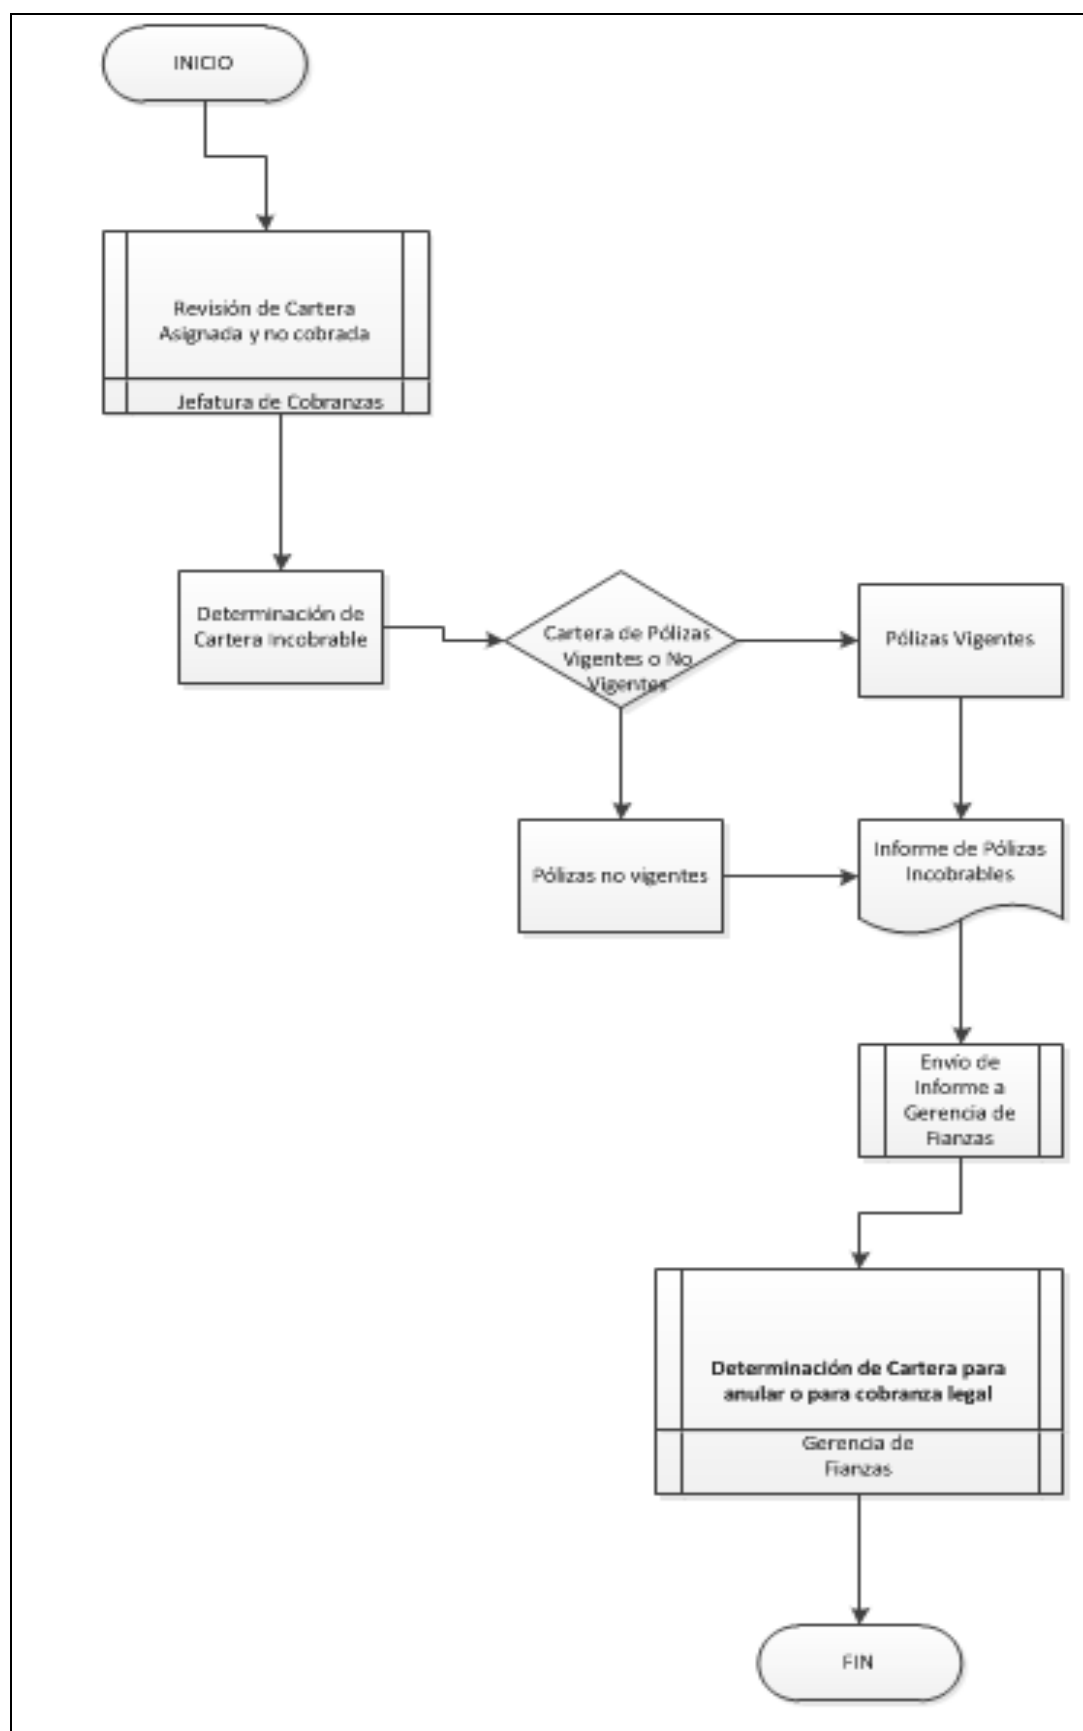 INICIO
Revisión de Cartera
Asignada y no cobrada
Jefatura de Cobranzas
Determinación de
Cartera Incobrable
Cartera de Pólizas
Vigentes o No
Vigentes
Pólizas Vigentes
Pólizas no vigentes
Informe de Pólizas
Incobrables
Envío de
Informe a
Gerencia de
Fianzas
Determinación de Cartera para
anular o para cobranza legal
Gerencia de
Fianzas
FIN